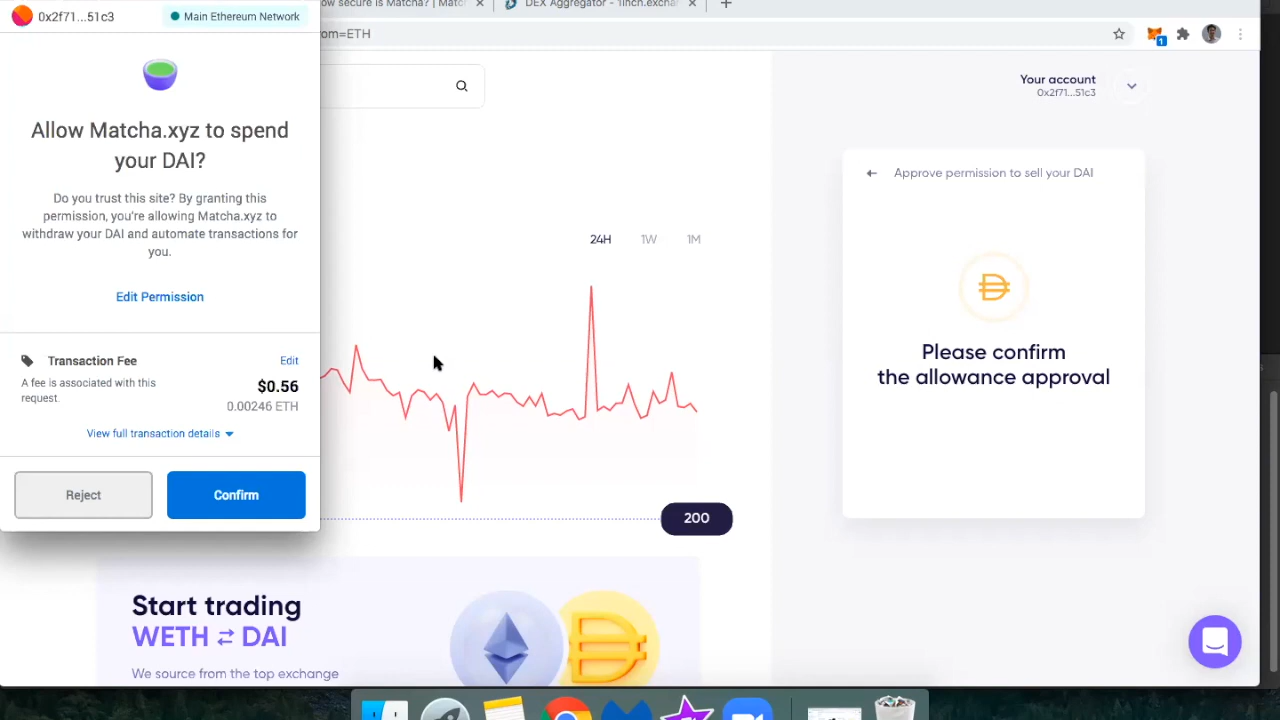 0x2f71...51c3
Main Ethereum Network
Allow Matcha.xyz to spend
your DAI?
Do you trust this site? By granting this
permission, you're allowing Matcha.xyz to
withdraw your DAI and automate transactions for
you.
Edit Permission
Transaction Fee
Edit
A fee is associated with this
request.
$0.56
0.00246 ETH
View full transaction details
Reject
Confirm
ow secure is Matcha? | Matc
DEX Aggregator - 1inch.excha
om=ETH
1
Your account
0x2f71...51c3
Approve permission to sell your DAI
Please confirm
the allowance approval
24H
1W
1M
200
Start trading
WETH ⇄ DAI
We source from the top exchange